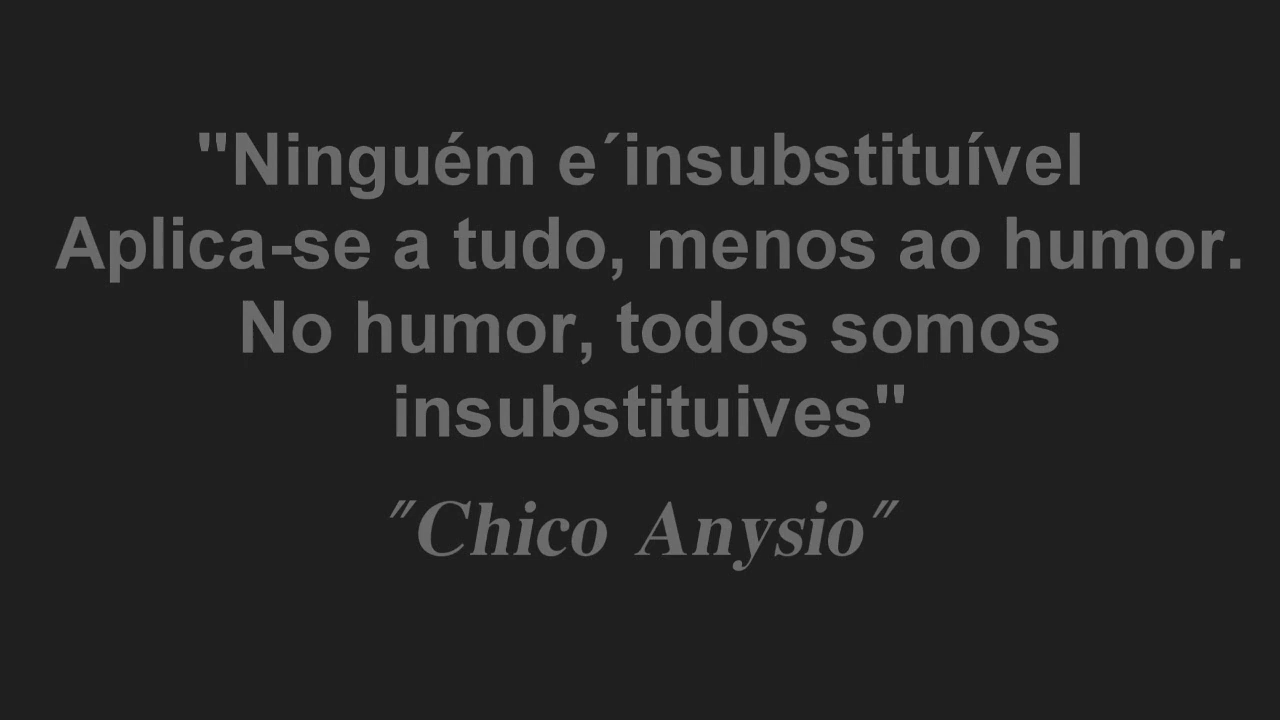 "Ninguém e´insubstituível
Aplica-se a tudo, menos ao humor.
No humor, todos somos
insubstituives"
"Chico Anysio"